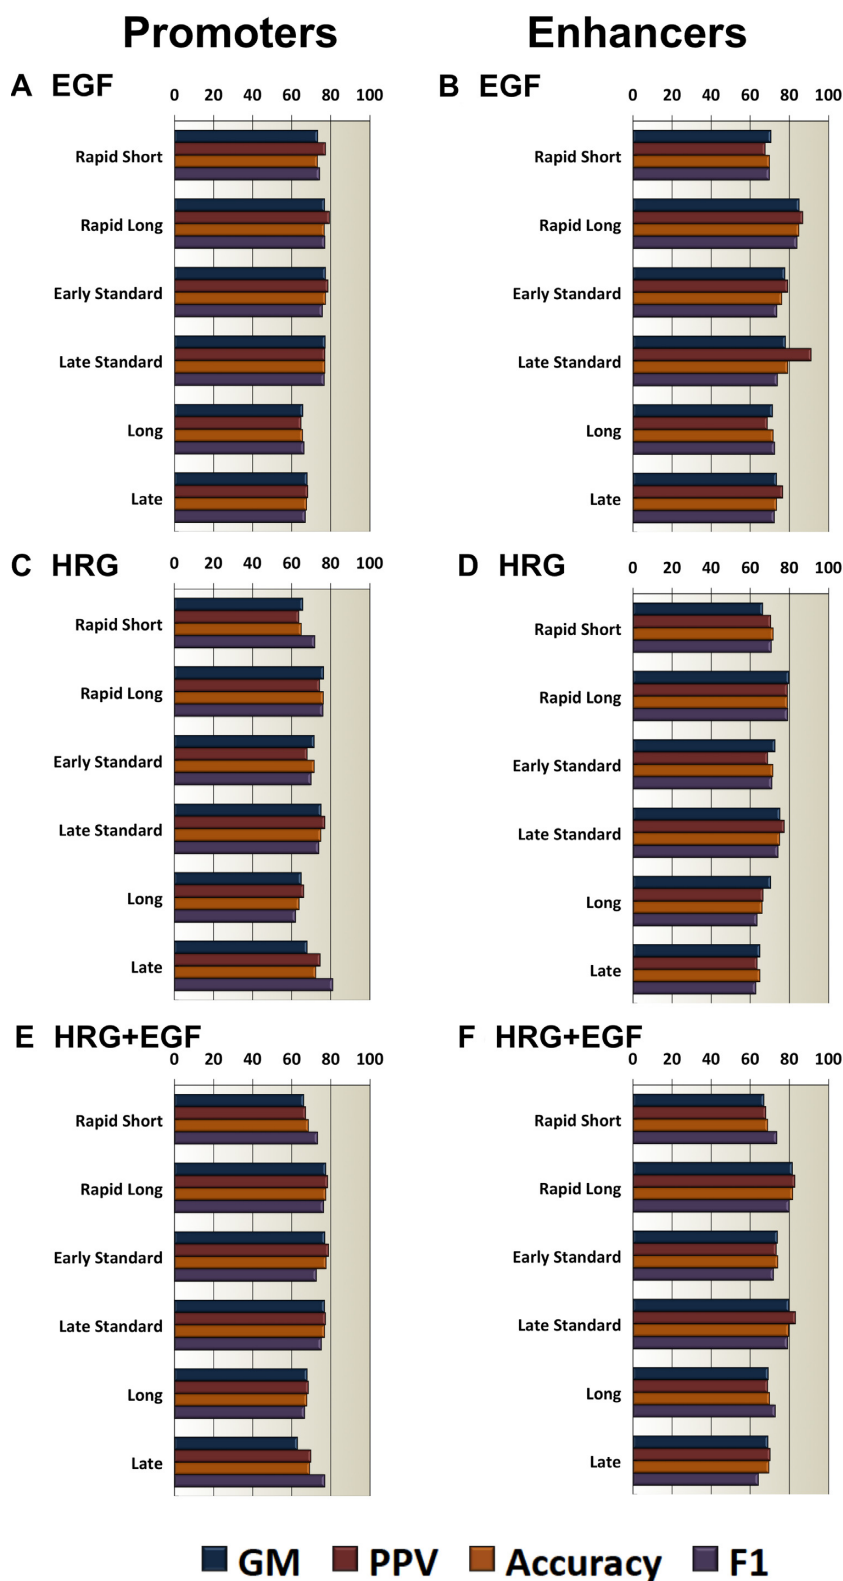 Promoters Enhancers
A EGF
0 20 40 60 80 100
Rapid Short
Rapid Long
Early Standard
Late Standard
Long
Late
B EGF
0 20 40 60 80 100
Rapid Short
Rapid Long
Early Standard
Late Standard
Long
Late
C HRG
0 20 40 60 80 100
Rapid Short
Rapid Long
Early Standard
Late Standard
Long
Late
D HRG
0 20 40 60 80 100
Rapid Short
Rapid Long
Early Standard
Late Standard
Long
Late
E HRG+EGF
0 20 40 60 80 100
Rapid Short
Rapid Long
Early Standard
Late Standard
Long
Late
F HRG+EGF
0 20 40 60 80 100
Rapid Short
Rapid Long
Early Standard
Late Standard
Long
Late
GM PPV Accuracy F1